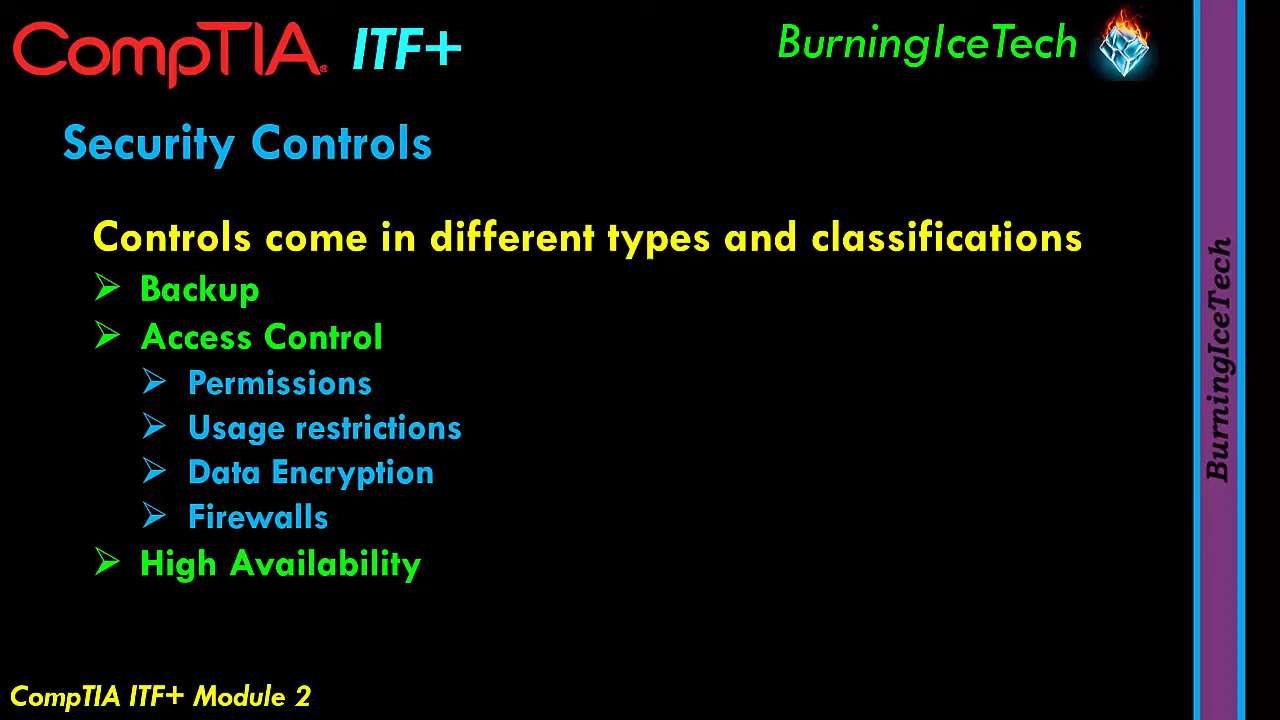 CompTIA® ITF+
BurningIceTech
Security Controls
Controls come in different types and classifications
Backup
Access Control
Permissions
Usage restrictions
Data Encryption
Firewalls
High Availability
BurningIceTech
CompTIA ITF+ Module 2